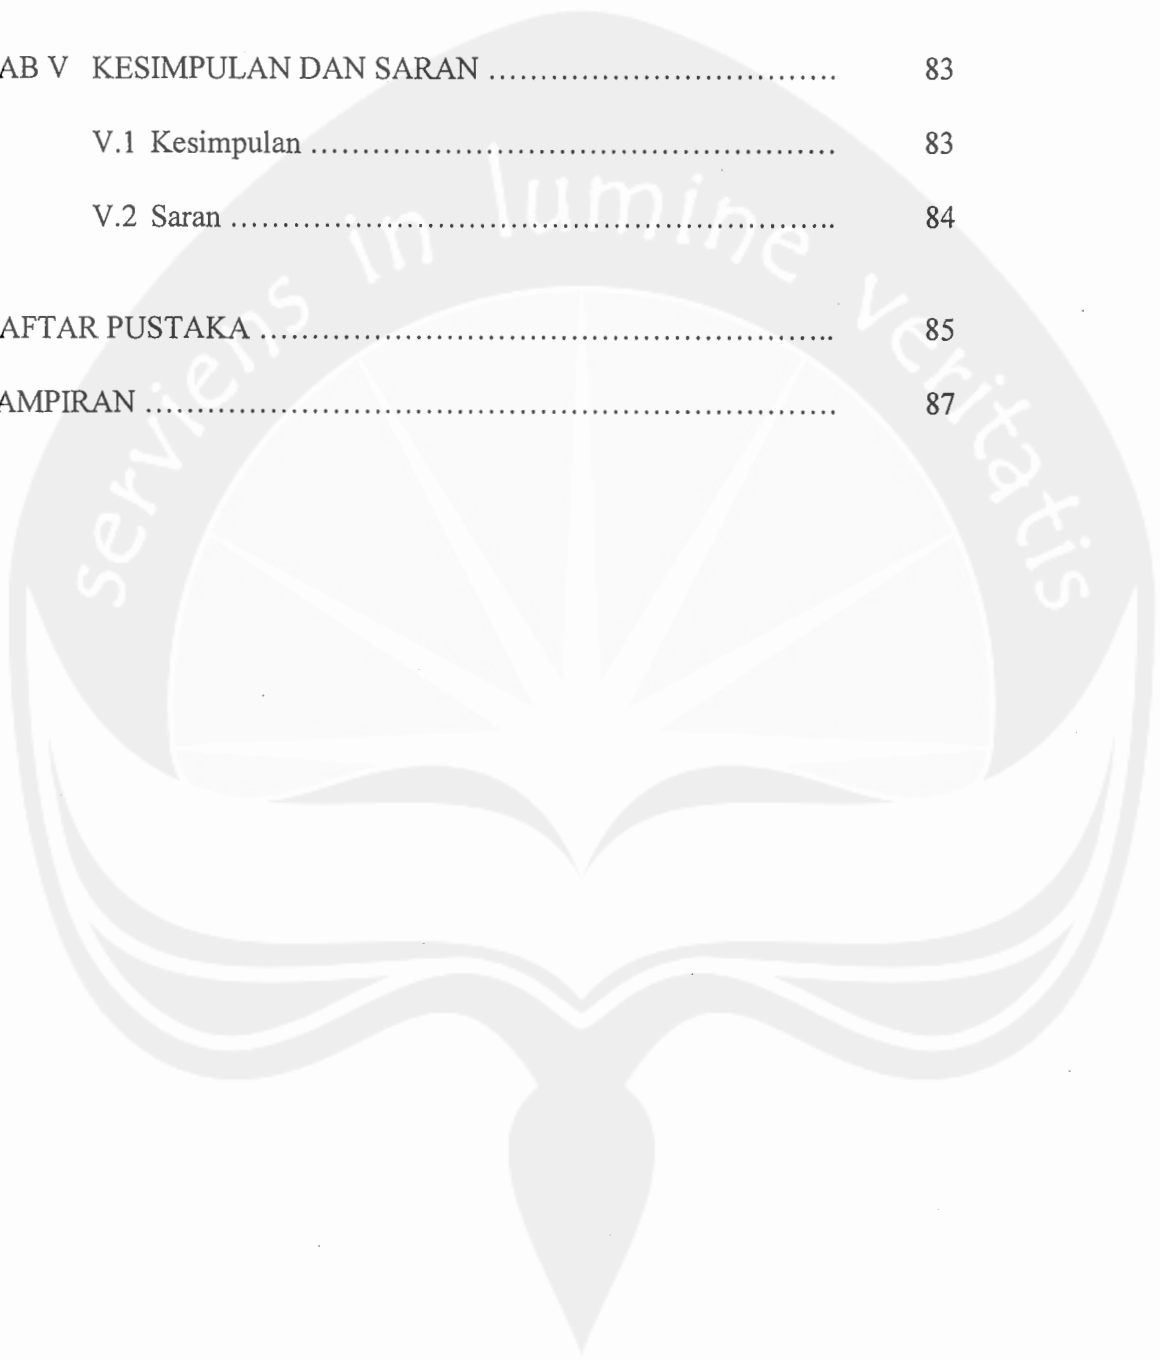 AB V KESIMPULAN DAN SARAN ................................. 83
V.1 Kesimpulan .................................................... 83
V.2 Saran ............................................................ 84
AFTAR PUSTAKA ......................................................... 85
AMPIRAN ................................................................... 87
serviens in lumine veritatis